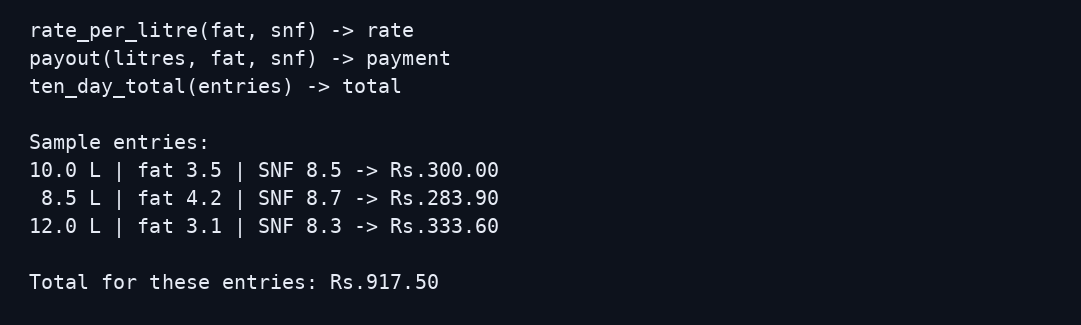 rate_per_litre(fat, snf) -> rate
payout(litres, fat, snf) -> payment
ten_day_total(entries) -> total

Sample entries:
10.0 L | fat 3.5 | SNF 8.5 -> Rs.300.00
 8.5 L | fat 4.2 | SNF 8.7 -> Rs.283.90
12.0 L | fat 3.1 | SNF 8.3 -> Rs.333.60

Total for these entries: Rs.917.50